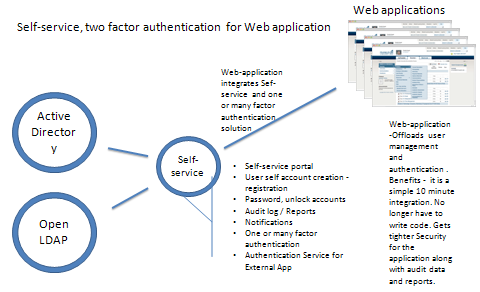 Self-service, two factor authentication for Web application
Web applications
Web-application
integrates Sef-
service and one
or many factor
authentication
solution
Active
Director
y
Self-
service
Open
LDAP
• Self-service portal
• User self account creation -
registration
• Password, unlock accounts
• Audit log / Reports
• Notifications
• One or many factor
authentication
• Authentication Service for
External App
Web-application
-Offloads user
management
and
authentication .
Benefits - it is a
simple 10 minute
integration. No
longer have to
write code. Gets
tighter Security
for the
application along
with audit data
and reports.